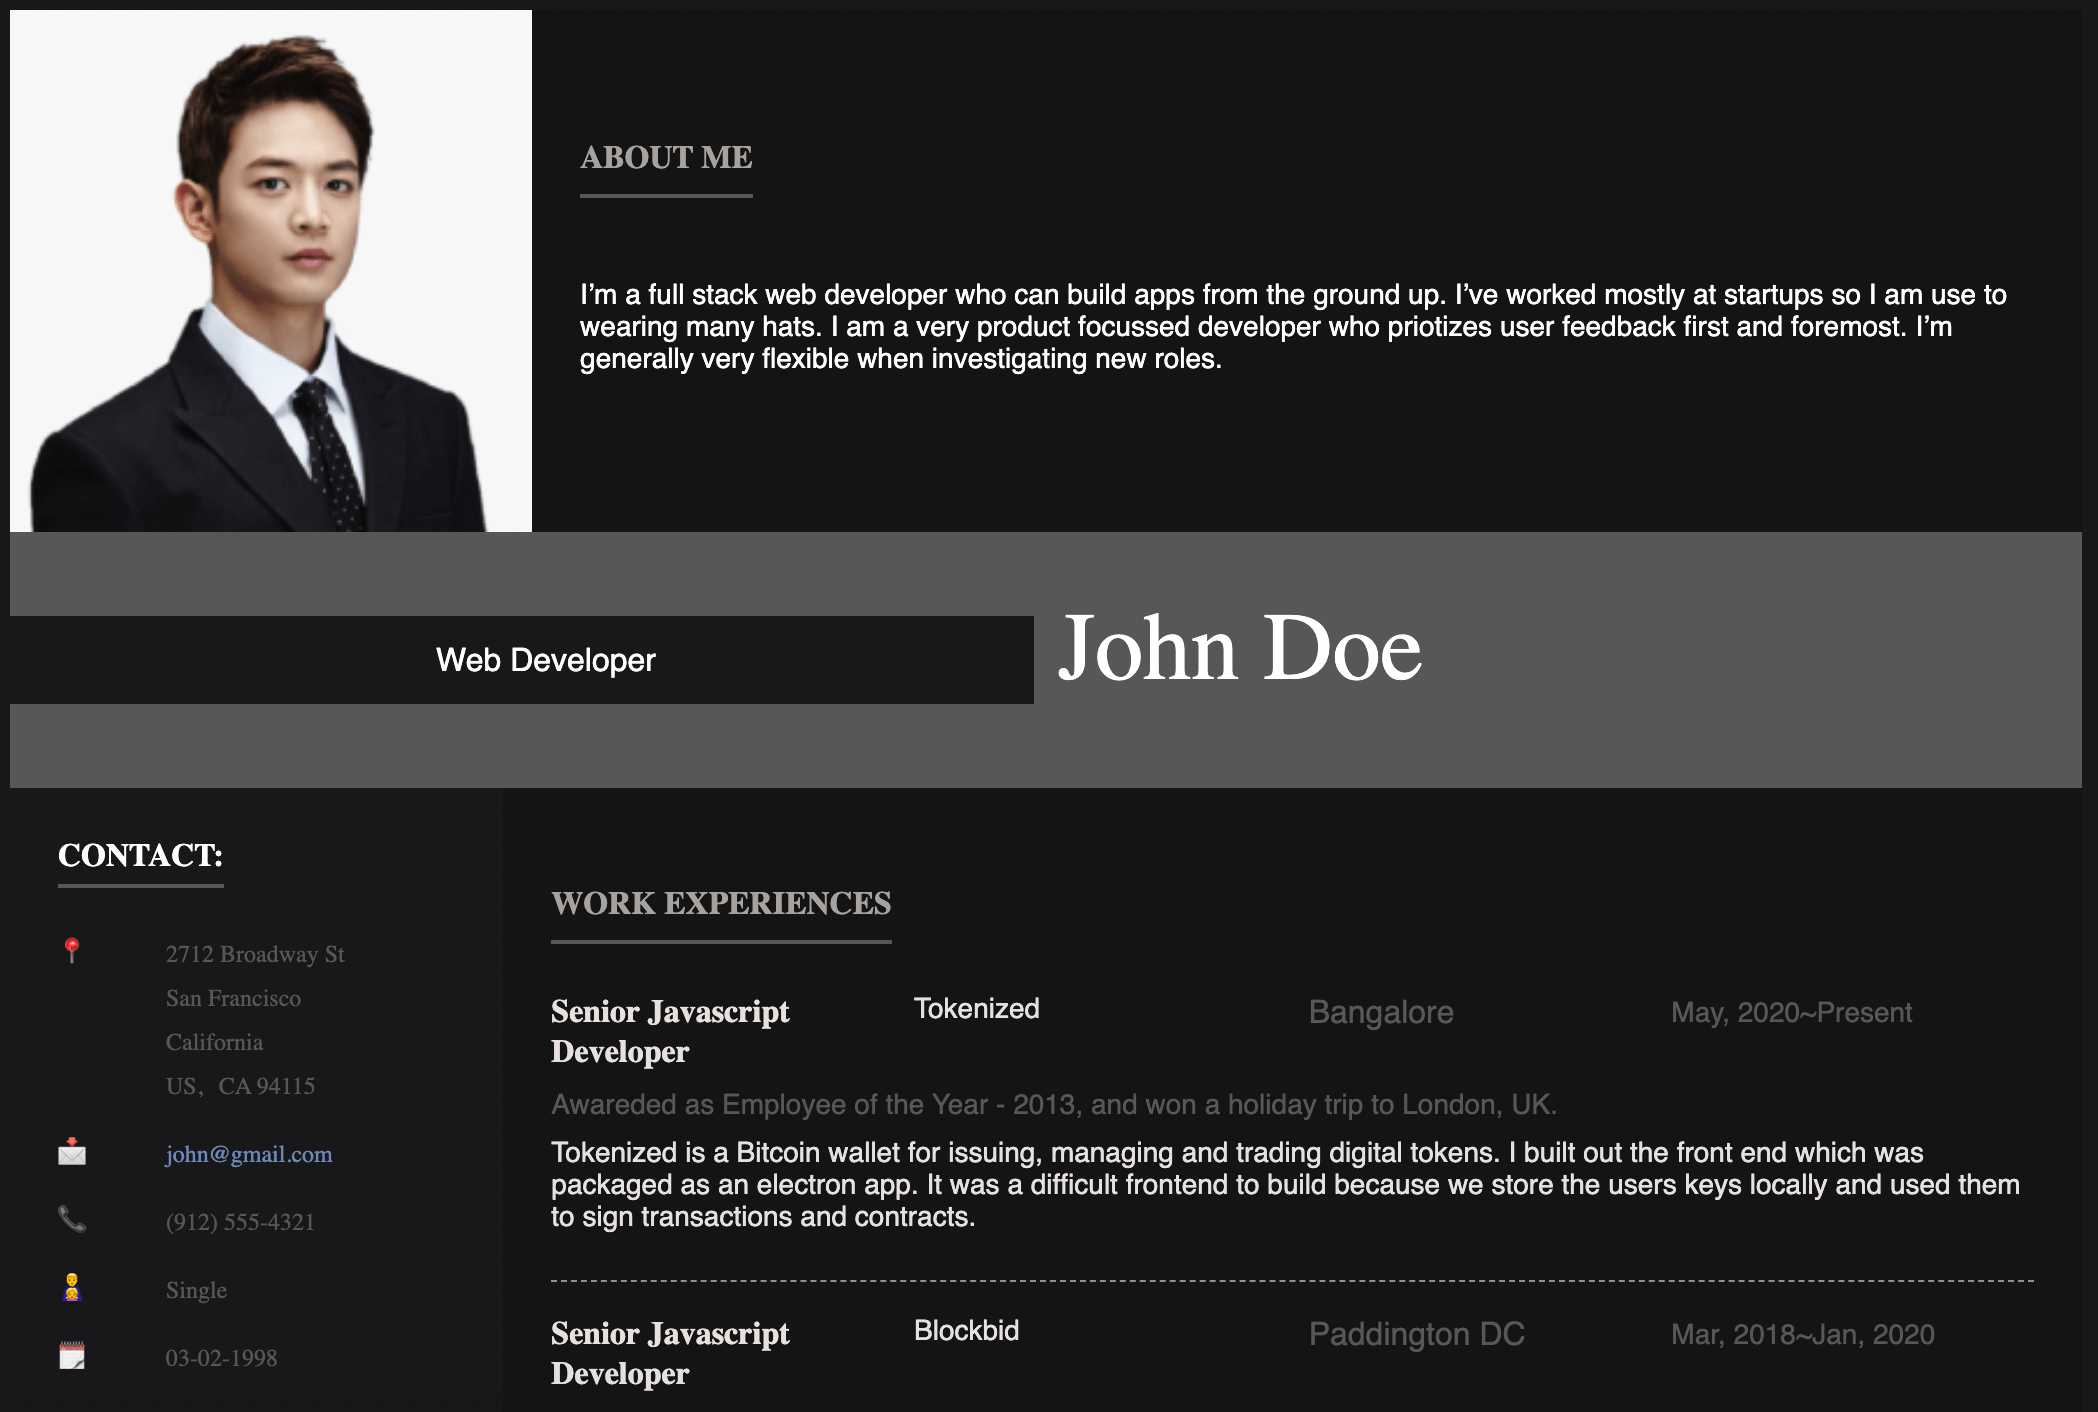 ABOUT ME
I’m a full stack web developer who can build apps from the ground up. I’ve worked mostly at startups so I am use to
wearing many hats. I am a very product focussed developer who priotizes user feedback first and foremost. I’m
generally very flexible when investigating new roles.
Web Developer
John Doe
CONTACT:
2712 Broadway St
San Francisco
California
US，CA 94115
john@gmail.com
(912) 555-4321
Single
03-02-1998
WORK EXPERIENCES
Senior Javascript
Developer
Tokenized
Bangalore
May, 2020~Present
Awareded as Employee of the Year - 2013, and won a holiday trip to London, UK.
Tokenized is a Bitcoin wallet for issuing, managing and trading digital tokens. I built out the front end which was
packaged as an electron app. It was a difficult frontend to build because we store the users keys locally and used them
to sign transactions and contracts.
Senior Javascript
Developer
Blockbid
Paddington DC
Mar, 2018~Jan, 2020